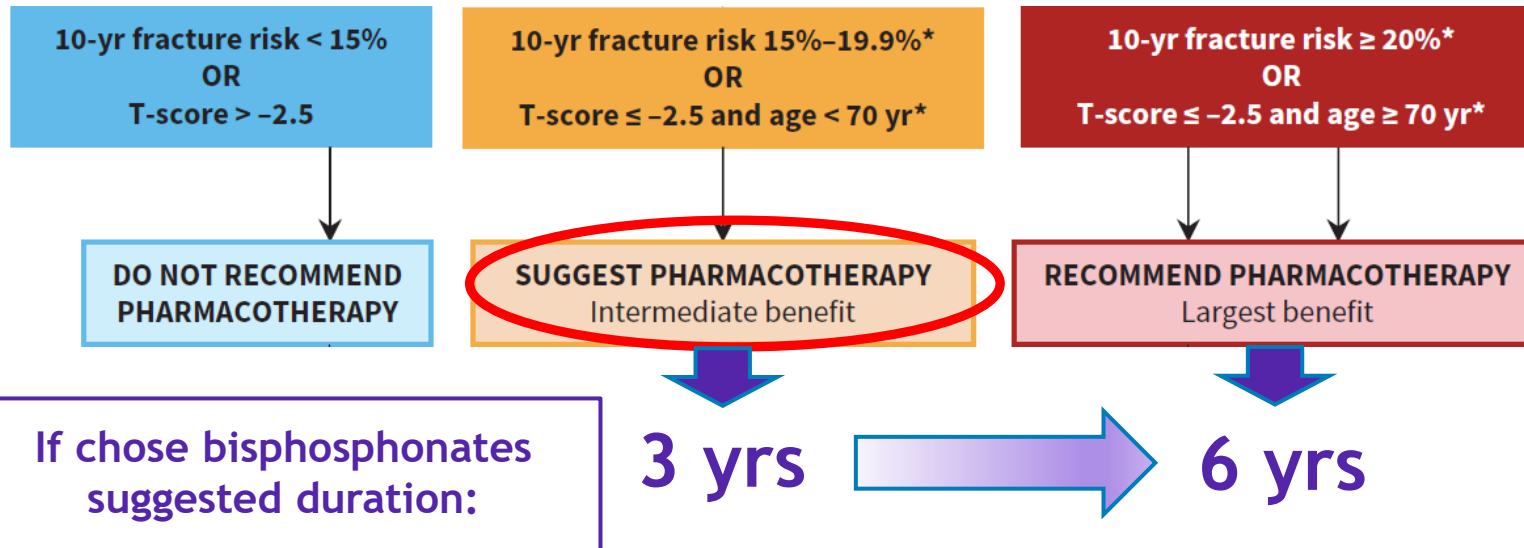 10-yr fracture risk < 15%
OR
T-score > –2.5
10-yr fracture risk 15%–19.9%*
OR
T-score ≤ –2.5 and age < 70 yr*
10-yr fracture risk ≥ 20%*
OR
T-score ≤ –2.5 and age ≥ 70 yr*
DO NOT RECOMMEND
PHARMACOTHERAPY
SUGGEST PHARMACOTHERAPY
Intermediate benefit
RECOMMEND PHARMACOTHERAPY
Largest benefit
If chose bisphosphonates
suggested duration:
3 yrs
6 yrs